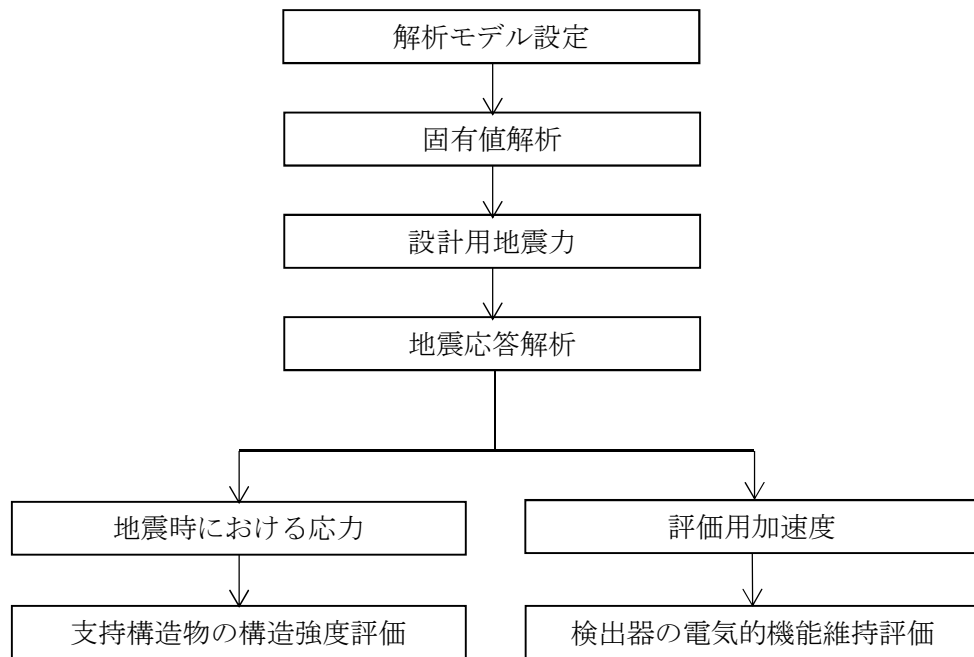 解析モデル設定
固有値解析
設計用地震力
地震応答解析
地震時における応力
評価用加速度
支持構造物の構造強度評価
検出器の電気的機能維持評価